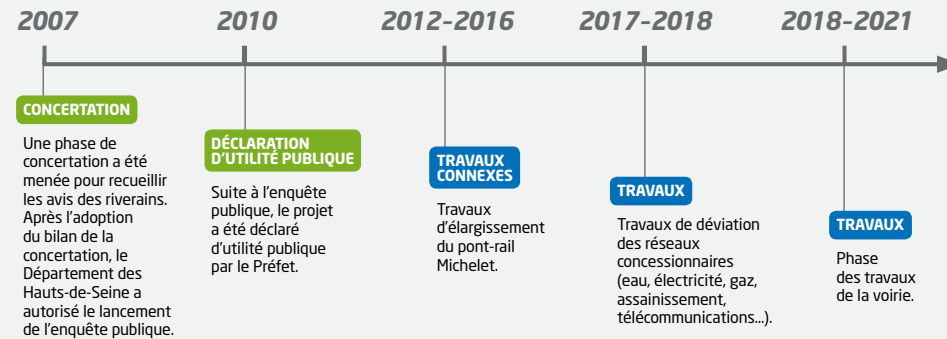 2007
2010
2012-2016
2017-2018
2018-2021
CONCERTATION
Une phase de
concertation a été
menée pour recueillir
les avis des riverains.
Après l'adoption
du bilan de la
concertation, le
Département des
Hauts-de-Seine a
autorisé le lancement
de l'enquête publique.
DÉCLARATION
D'UTILITÉ PUBLIQUE
Suite à l'enquête
publique, le projet
a été déclaré
d'utilité publique
par le Préfet.
TRAVAUX
CONNEXES
Travaux
d'élargissement
du pont-rail
Michelet.
TRAVAUX
Travaux de déviation
des réseaux
concessionnaires
(eau, électricité, gaz,
assainissement,
télécommunications...).
TRAVAUX
Phase
des travaux
de la voirie.